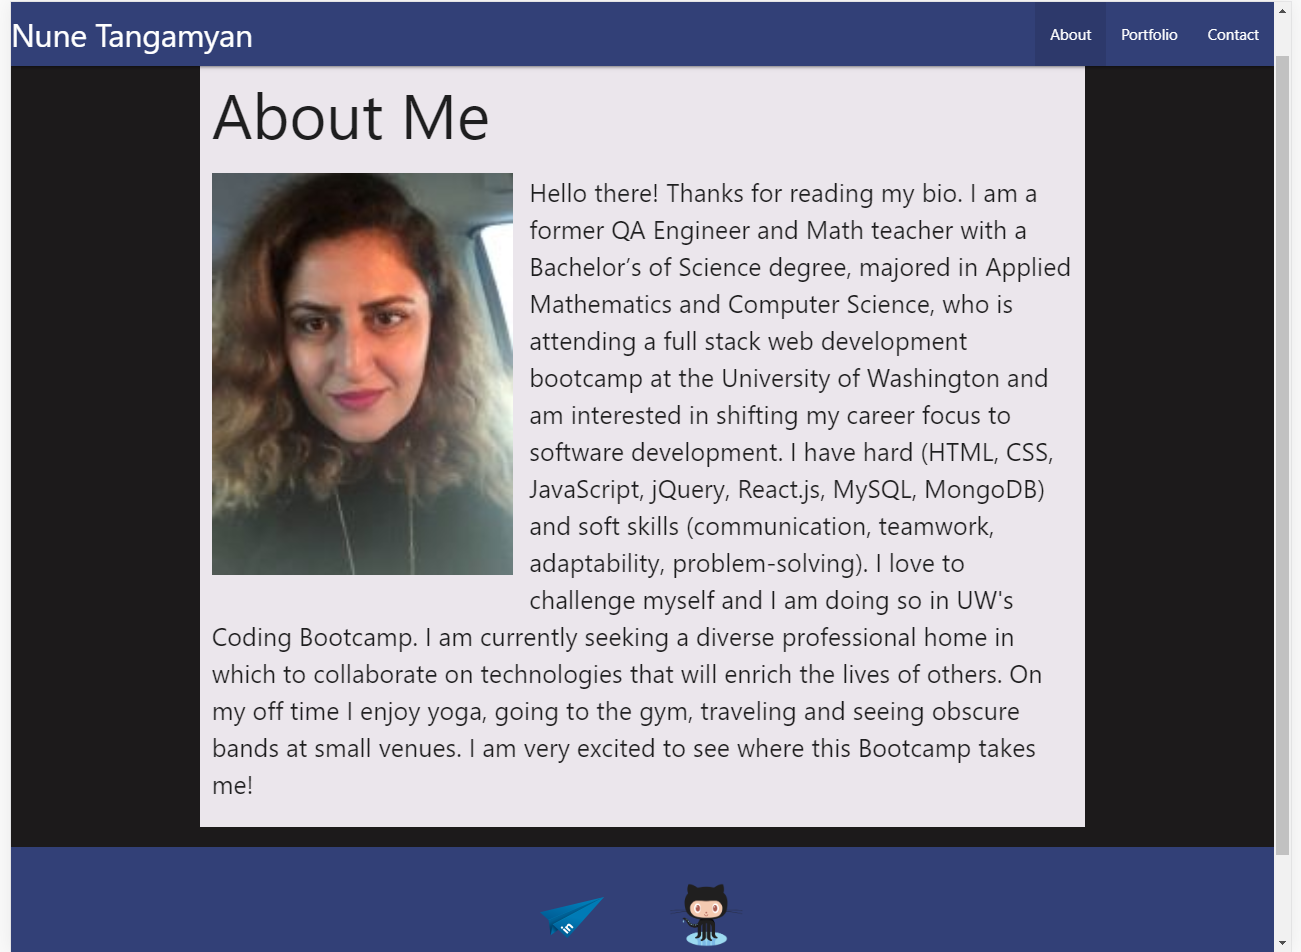 Nune Tangamyan
About
Portfolio
Contact
About Me
Hello there! Thanks for reading my bio. I am a
former QA Engineer and Math teacher with a
Bachelor’s of Science degree, majored in Applied
Mathematics and Computer Science, who is
attending a full stack web development
bootcamp at the University of Washington and
am interested in shifting my career focus to
software development. I have hard (HTML, CSS,
JavaScript, jQuery, React.js, MySQL, MongoDB)
and soft skills (communication, teamwork,
adaptability, problem-solving). I love to
challenge myself and I am doing so in UW's
Coding Bootcamp. I am currently seeking a diverse professional home in
which to collaborate on technologies that will enrich the lives of others. On
my off time I enjoy yoga, going to the gym, traveling and seeing obscure
bands at small venues. I am very excited to see where this Bootcamp takes
me!
in